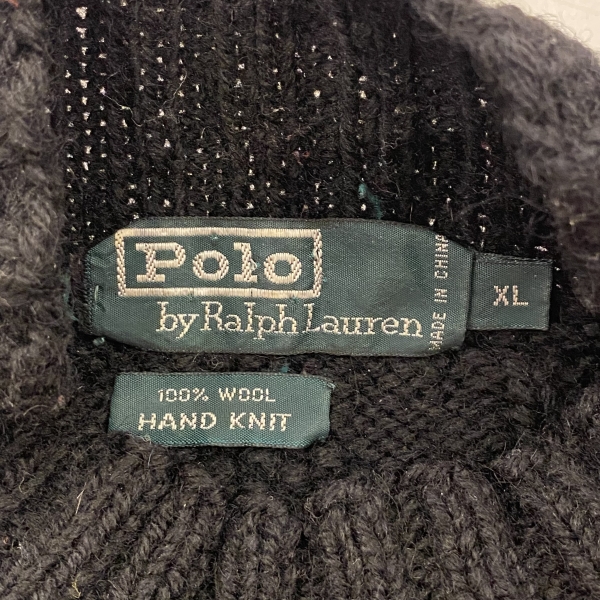 Polo
by Ralph Lauren
MADE IN CHINA
XL
100% WOOL
HAND KNIT